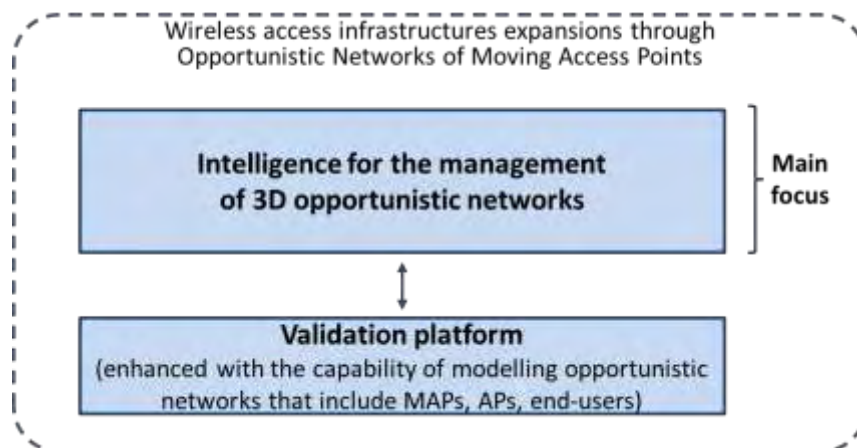 Wireless access infrastructures expansions through
Opportunistic Networks of Moving Access Points
Intelligence for the management
of 3D opportunistic networks
Main
focus
Validation platform
(enhanced with the capability of modelling opportunistic
networks that include MAPs, APs, end-users)